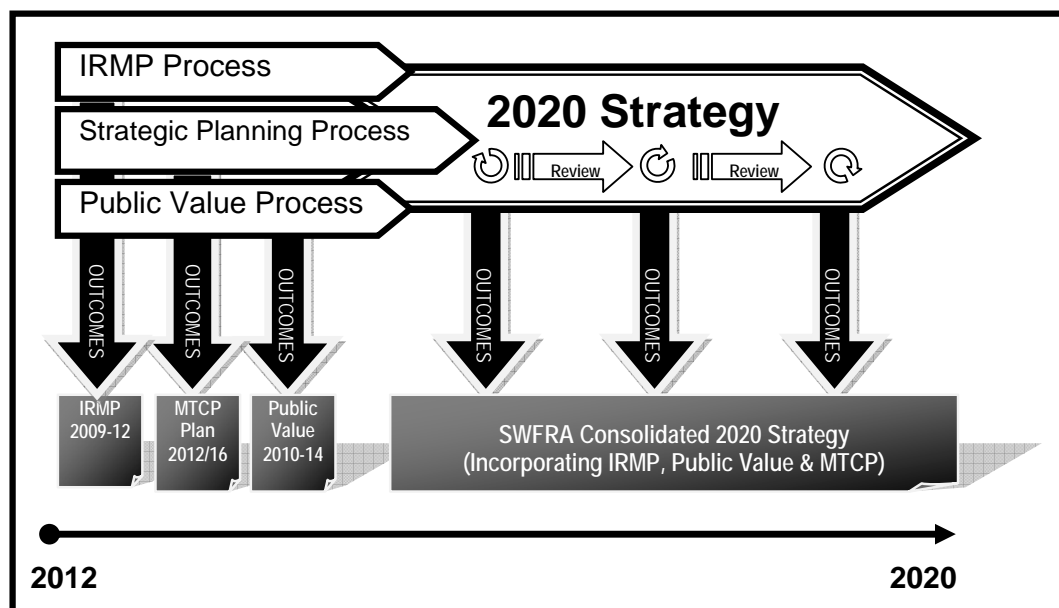 IRMP Process
Strategic Planning Process
Public Value Process
2020 Strategy
Review
Review
OUTCOMES
OUTCOMES
OUTCOMES
OUTCOMES
OUTCOMES
OUTCOMES
IRMP
2009-12
MTCP
Plan
2012/16
Public
Value
2010-14
SWFRA Consolidated 2020 Strategy
(Incorporating IRMP, Public Value & MTCP)
2012
2020